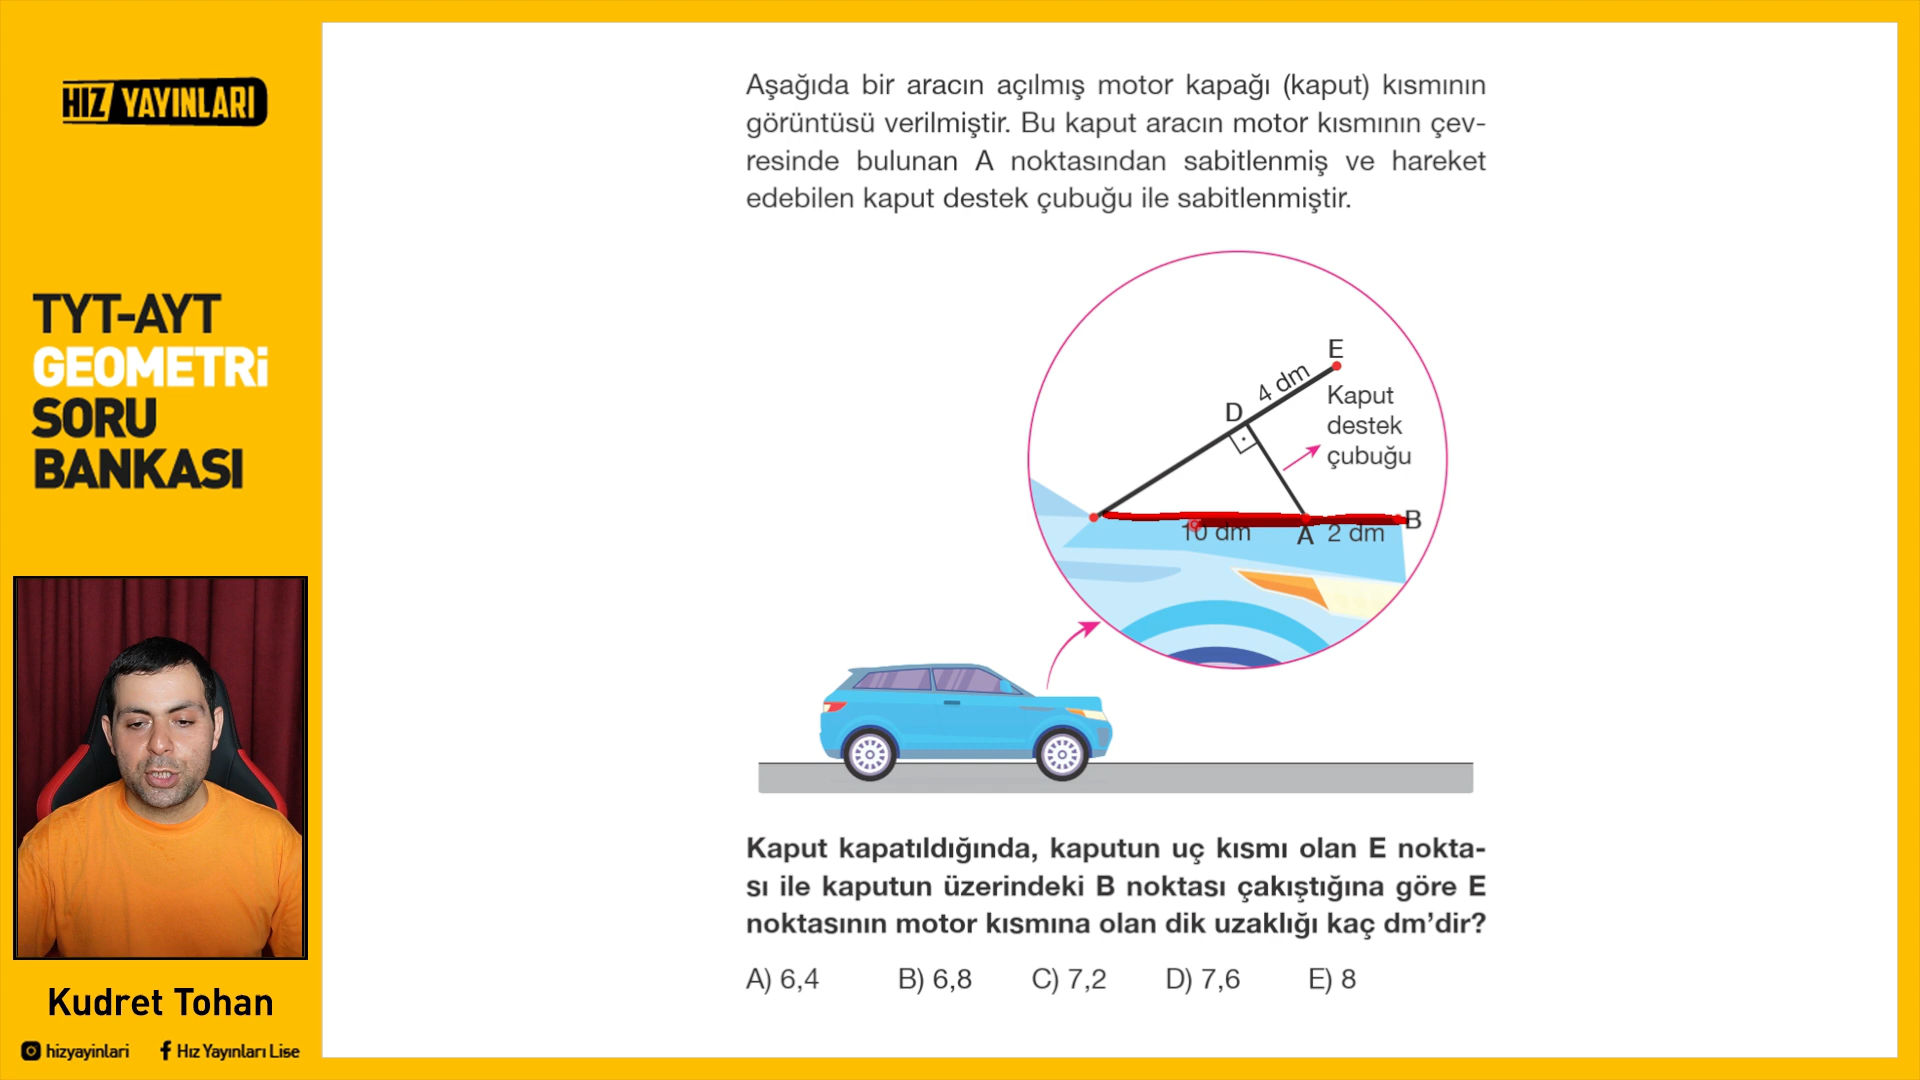 HIZ YAYINLARI
TYT-AYT
GEOMETRİ
SORU
BANKASI
Kudret Tohan
hizyayinlari
Hız Yayınları Lise
Aşağıda bir aracın açılmış motor kapağı (kaput) kısmının
görüntüsü verilmiştir. Bu kaput aracın motor kısmının çev-
resinde bulunan A noktasından sabitlenmiş ve hareket
edebilen kaput destek çubuğu ile sabitlenmiştir.
E
4 dm
D
Kaput
destek
çubuğu
B
10 dm
A
2 dm
Kaput kapatıldığında, kaputun uç kısmı olan E nokta-
sı ile kaputun üzerindeki B noktası çakıştığına göre E
noktasının motor kısmına olan dik uzaklığı kaç dm'dir?
A) 6,4 B) 6,8 C) 7,2 D) 7,6 E) 8